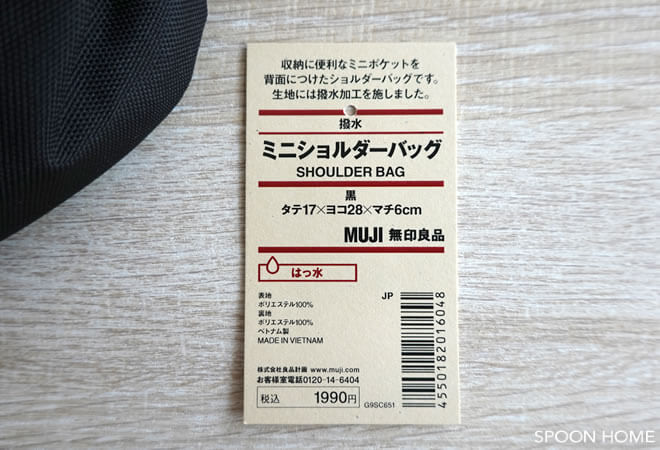 収納に便利なミニポケットを
背面につけたショルダーバッグです。
生地には撥水加工を施しました。
撥水
ミニショルダーバッグ
SHOULDER BAG
黒
タテ17×ヨコ28×マチ6cm
MUJI 無印良品
はっ水
表地
ポリエステル100%
裏地
ポリエステル100%
ベトナム製
MADE IN VIETNAM
JP
4550182016048
株式会社良品計画 www.muji.com
お客様室電話0120-14-6404
税込 1990円
G9SC651
SPOON HOME